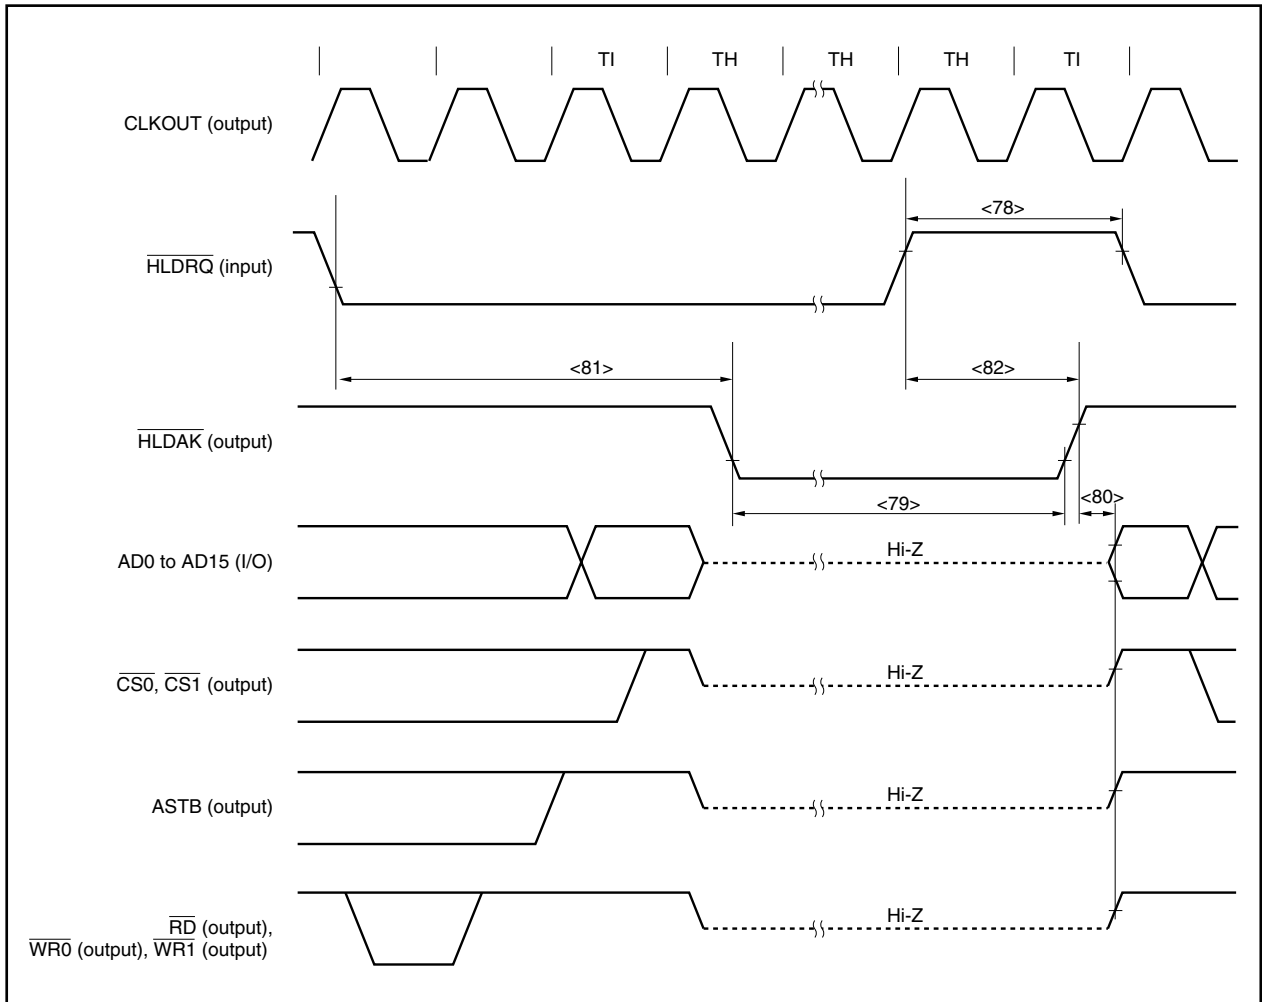 TI TH TH TH TI
CLKOUT (output)
<78>
HLDRQ (input)
<81> <82>
HLDAK (output)
<79> <80>
AD0 to AD15 (I/O) Hi-Z
CS0, CS1 (output) Hi-Z
ASTB (output) Hi-Z
RD (output), Hi-Z
WR0 (output), WR1 (output)